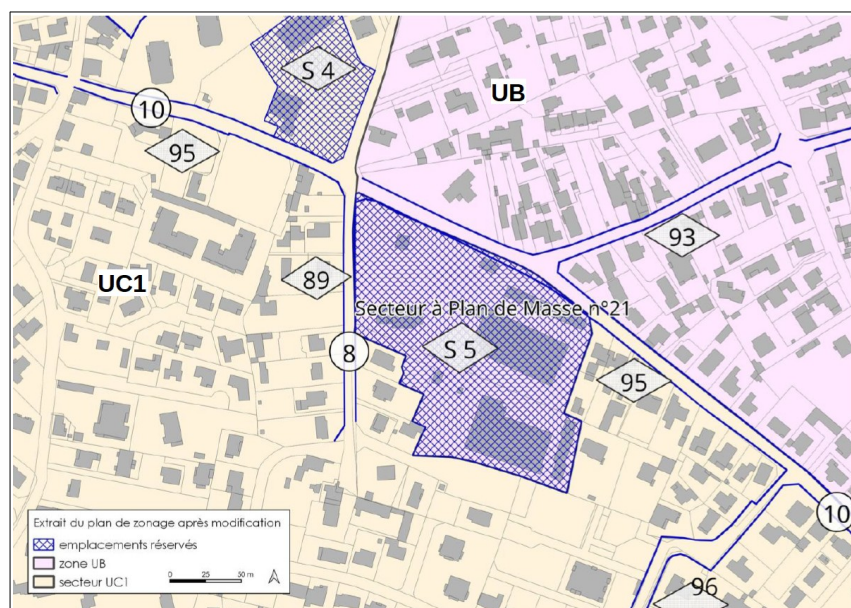 S 4
UB
10
95
93
UC1
89
Secteur à Plan de Masse n°21
8
S 5
95
10
Extrait du plan de zonage après modification
emplacements réservés
zone UB
secteur UC1
0 25 50 m
96